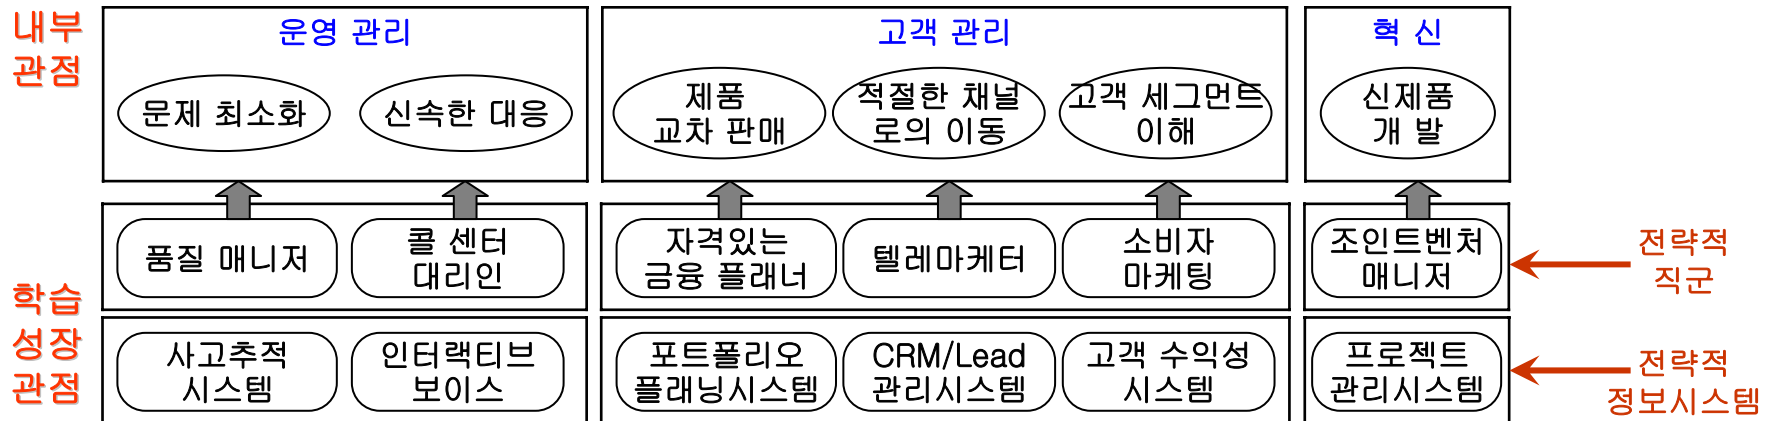 내부
관점
운영 관리
고객 관리
혁 신
문제 최소화
신속한 대응
제품
교차 판매
적절한 채널
로의 이동
고객 세그먼트
이해
신제품
개 발
학습
성장
관점
품질 매니저
콜 센터
대리인
자격있는
금융 플래너
텔레마케터
소비자
마케팅
조인트벤처
매니저
전략적
직군
사고추적
시스템
인터랙티브
보이스
포트폴리오
플래닝시스템
CRM/Lead
관리시스템
고객 수익성
시스템
프로젝트
관리시스템
전략적
정보시스템